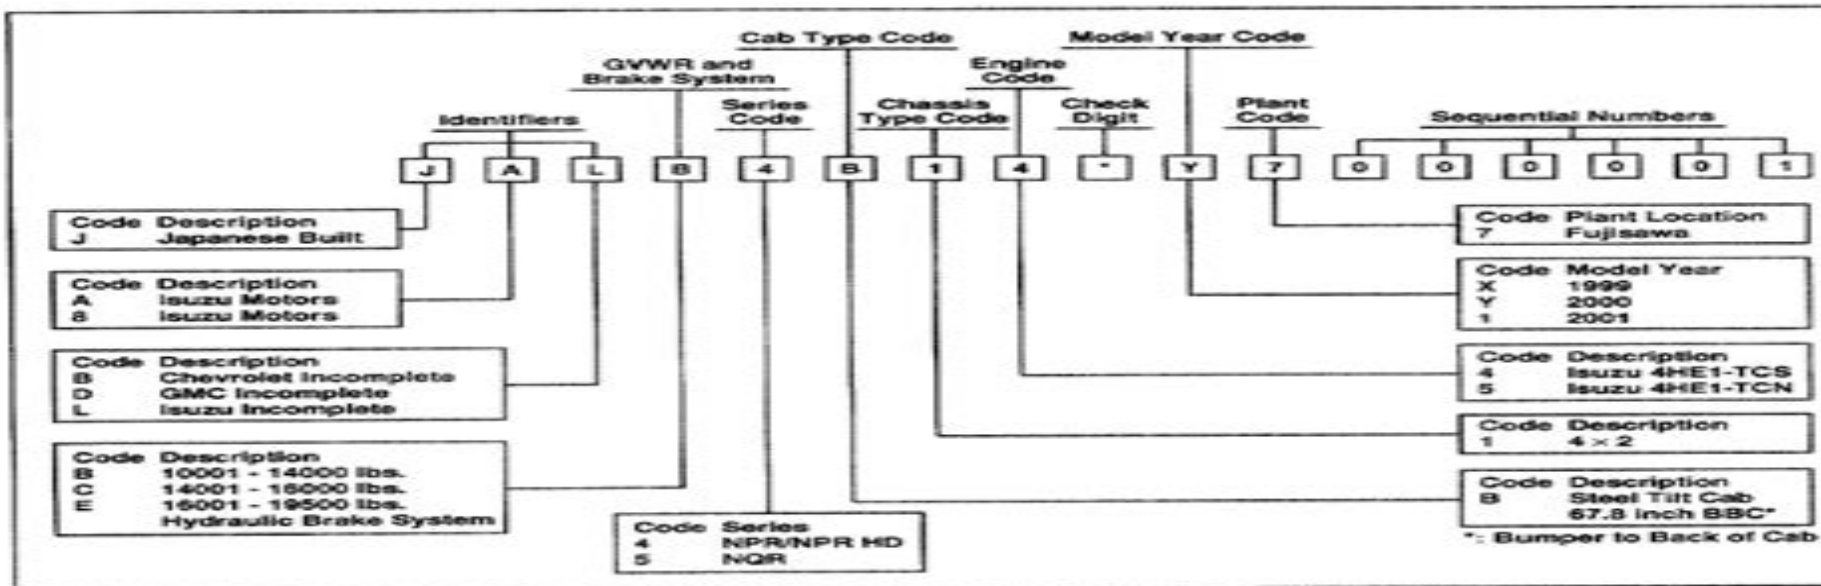 Cab Type Code
Model Year Code
GVWR and
Brake System
Engine
Code
Series
Code
Chassis
Type Code
Check
Digit
Plant
Code
Identifiers
Sequential Numbers
J A L 8 4 B 1 4 * Y 7 0 0 0 0 0 1
Code Description
J Japanese Built
Code Description
A Isuzu Motors
8 Isuzu Motors
Code Description
B Chevrolet Incomplete
D GMC Incomplete
L Isuzu Incomplete
Code Description
B 10001 - 14000 lbs.
C 14001 - 16000 lbs.
E 16001 - 19500 lbs.
Hydraulic Brake System
Code Series
4 NPR/NPR HD
5 NQR
Code Plant Location
7 Fujisawa
Code Model Year
X 1999
Y 2000
1 2001
Code Description
4 Isuzu 4HE1-TCS
5 Isuzu 4HE1-TCN
Code Description
1 4 × 2
Code Description
B Steel Tilt Cab
67.8 inch BBC*
*: Bumper to Back of Cab